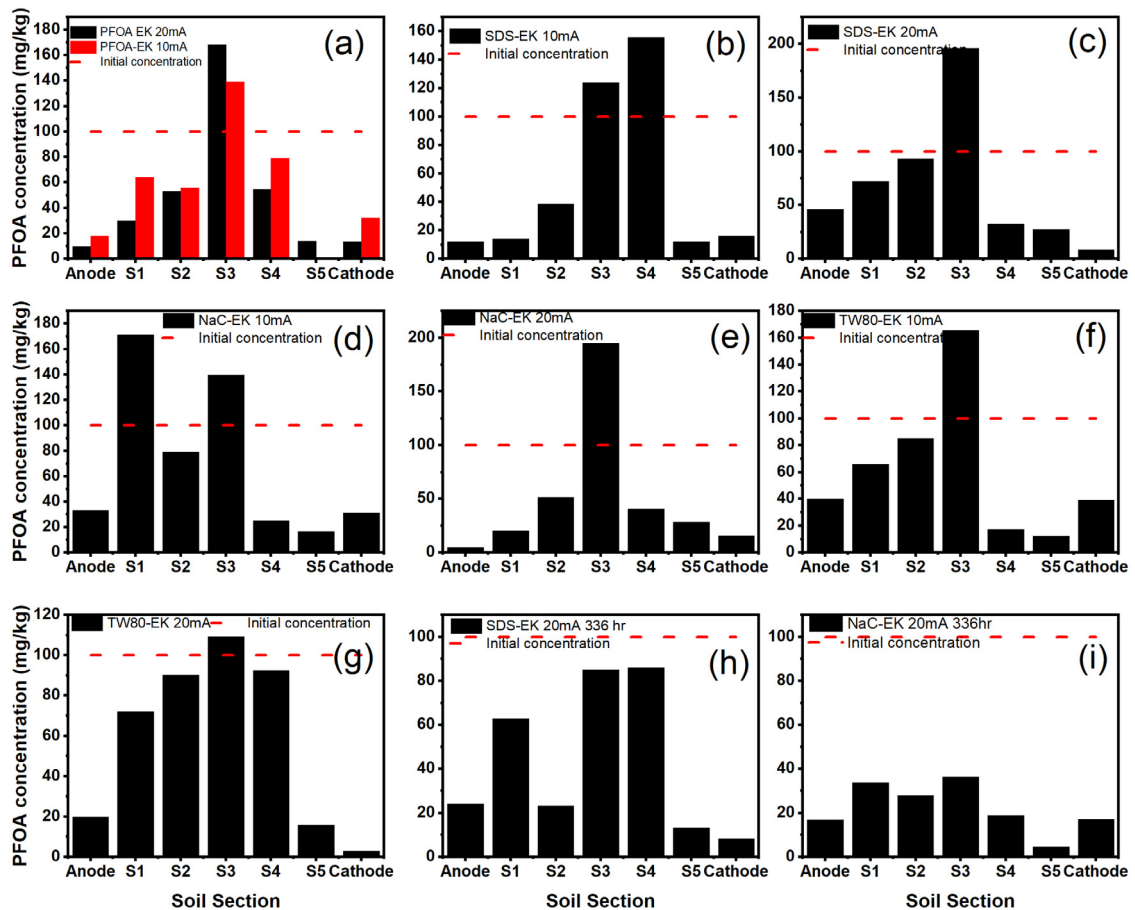 PFOA concentration (mg/kg)
180
160
140
120
100
80
60
40
20
0
PFOA EK 20mA
PFOA-EK 10mA
Initial concentration
(a)
Anode S1 S2 S3 S4 S5 Cathode
160
140
120
100
80
60
40
20
0
SDS-EK 10mA
Initial concentration
(b)
Anode S1 S2 S3 S4 S5 Cathode
200
150
100
50
0
SDS-EK 20mA
Initial concentration
(c)
Anode S1 S2 S3 S4 S5 Cathode
PFOA concentration (mg/kg)
180
160
140
120
100
80
60
40
20
0
NaC-EK 10mA
Initial concentration
(d)
Anode S1 S2 S3 S4 S5 Cathode
200
150
100
50
0
NaC-EK 20mA
Initial concentration
(e)
Anode S1 S2 S3 S4 S5 Cathode
180
160
140
120
100
80
60
40
20
0
TW80-EK 10mA
Initial concentration
(f)
Anode S1 S2 S3 S4 S5 Cathode
PFOA concentration (mg/kg)
120
100
80
60
40
20
0
TW80-EK 20mA Initial concentration
(g)
Anode S1 S2 S3 S4 S5 Cathode
Soil Section
100
80
60
40
20
0
SDS-EK 20mA 336 hr
Initial concentration
(h)
Anode S1 S2 S3 S4 S5 Cathode
Soil Section
100
80
60
40
20
0
NaC-EK 20mA 336hr
Initial concentration
(i)
Anode S1 S2 S3 S4 S5 Cathode
Soil Section